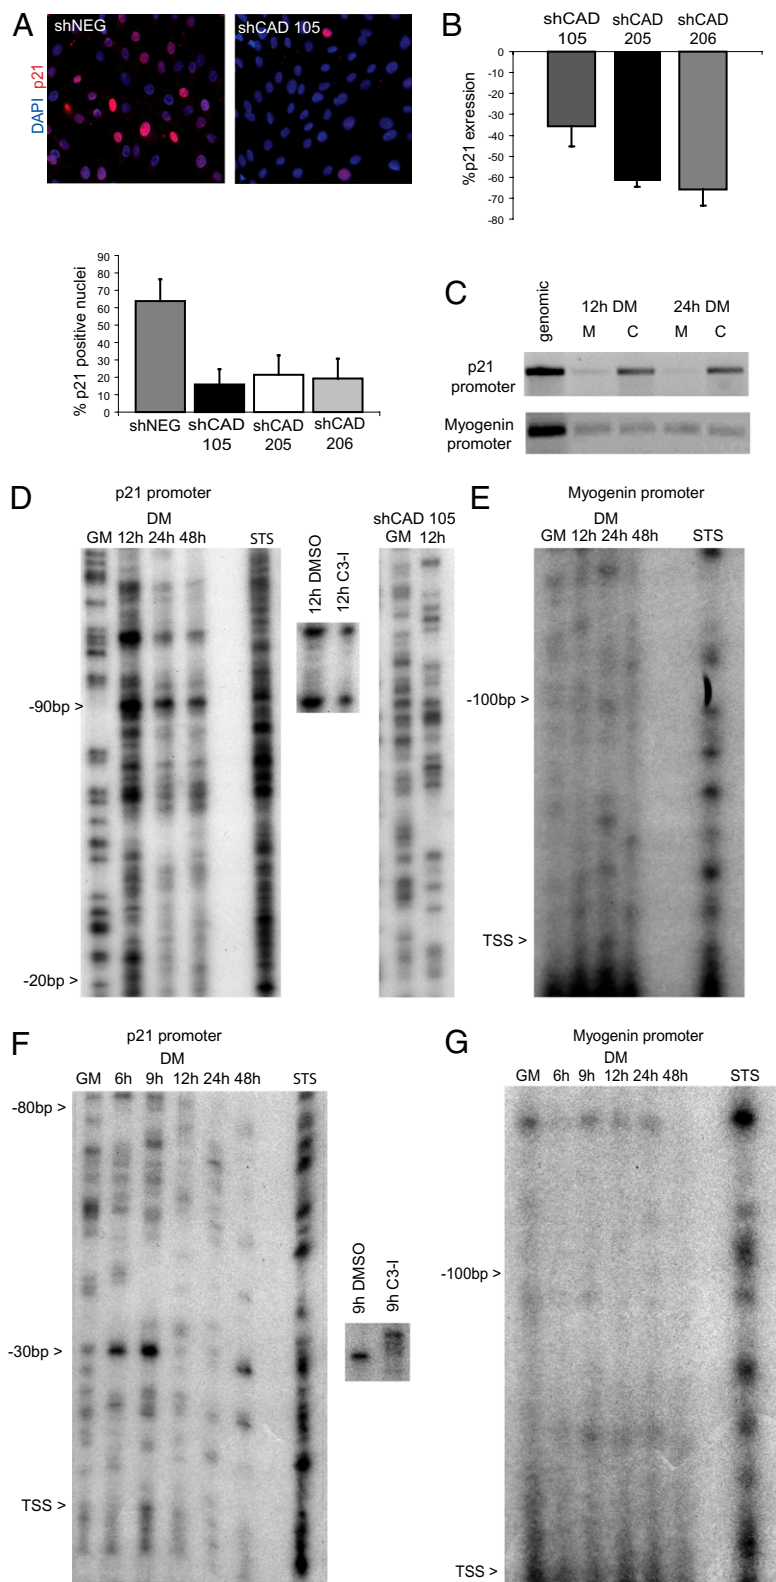 A
shNEG
shCAD 105
DAPI p21
B
shCAD 105
shCAD 205
shCAD 206
0
-10
-20
-30
-40
-50
-60
-70
-80
%p21 exression
90
80
70
60
50
40
30
20
10
0
% p21 positive nuclei
shNEG
shCAD 105
shCAD 205
shCAD 206
C
genomic
12h DM
24h DM
M C M C
p21 promoter
Myogenin promoter
D
p21 promoter
DM
GM 12h 24h 48h STS
-90bp >
-20bp >
12h DMSO
12h C3-I
shCAD 105
GM 12h
E
Myogenin promoter
DM
GM 12h 24h 48h STS
-100bp >
TSS >
F
p21 promoter
DM
GM 6h 9h 12h 24h 48h STS
-80bp >
-30bp >
TSS >
9h DMSO
9h C3-I
G
Myogenin promoter
DM
GM 6h 9h 12h 24h 48h STS
-100bp >
TSS >